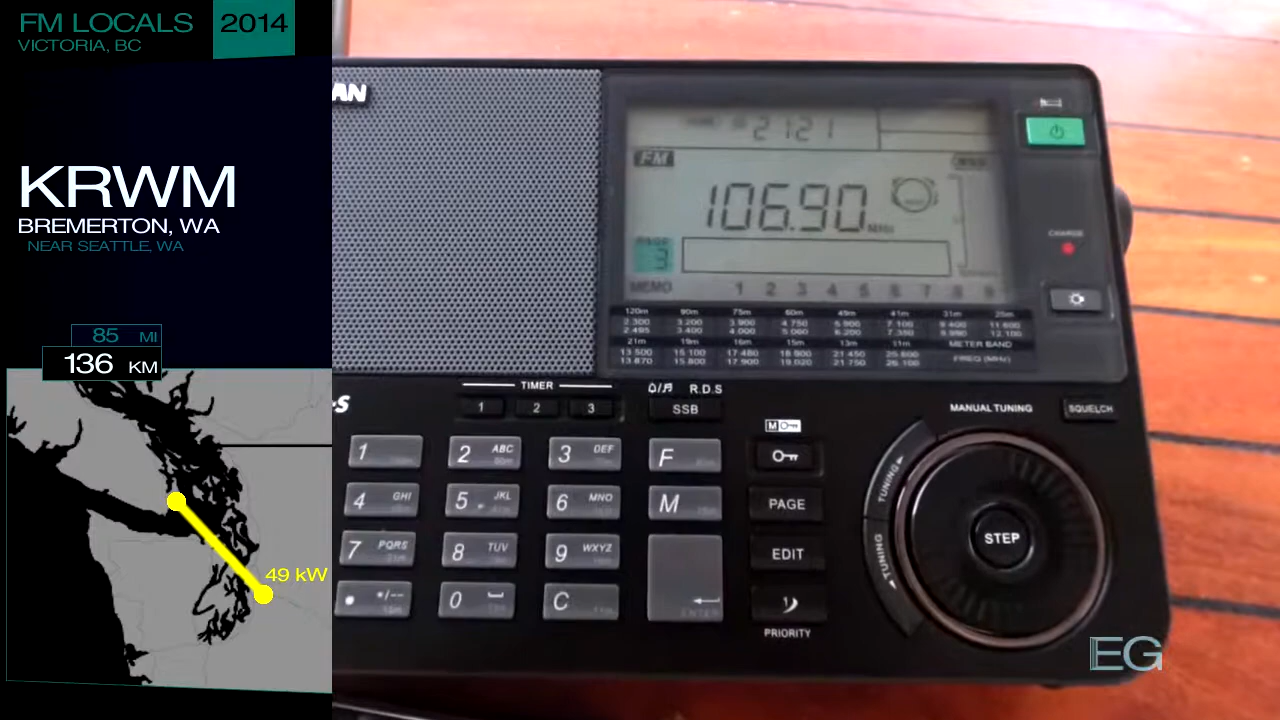 FM LOCALS
2014
VICTORIA, BC
KRWM
BREMERTON, WA
NEAR SEATTLE, WA
85 MI
136 KM
49 kW
AN
2121
FM
106.90
MHz
PAGE
3
MEMO 1 2 3 4 5 6 7 8 9
CHARGE
120m 90m 75m 60m 49m 41m 31m 25m
2.300 3.200 3.900 4.750 5.900 7.100 9.400 11.600
2.495 3.400 4.000 5.060 6.200 7.350 9.990 12.100
21m 19m 16m 15m 13m 11m METER BAND
13.500 15.100 17.480 18.900 21.450 25.600 FREQ (MHz)
13.870 15.800 17.900 19.020 21.750 26.100
-S
TIMER
1 2 3
R.D.S
SSB
MANUAL TUNING
SQUELCH
M
1
2 ABC
3 DEF
F
4 GHI
5 JKL
6 MNO
M
PAGE
7 PQRS
8 TUV
9 WXYZ
EDIT
• */--
0
C
ENTER
PRIORITY
TUNING
TUNING
STEP
EG